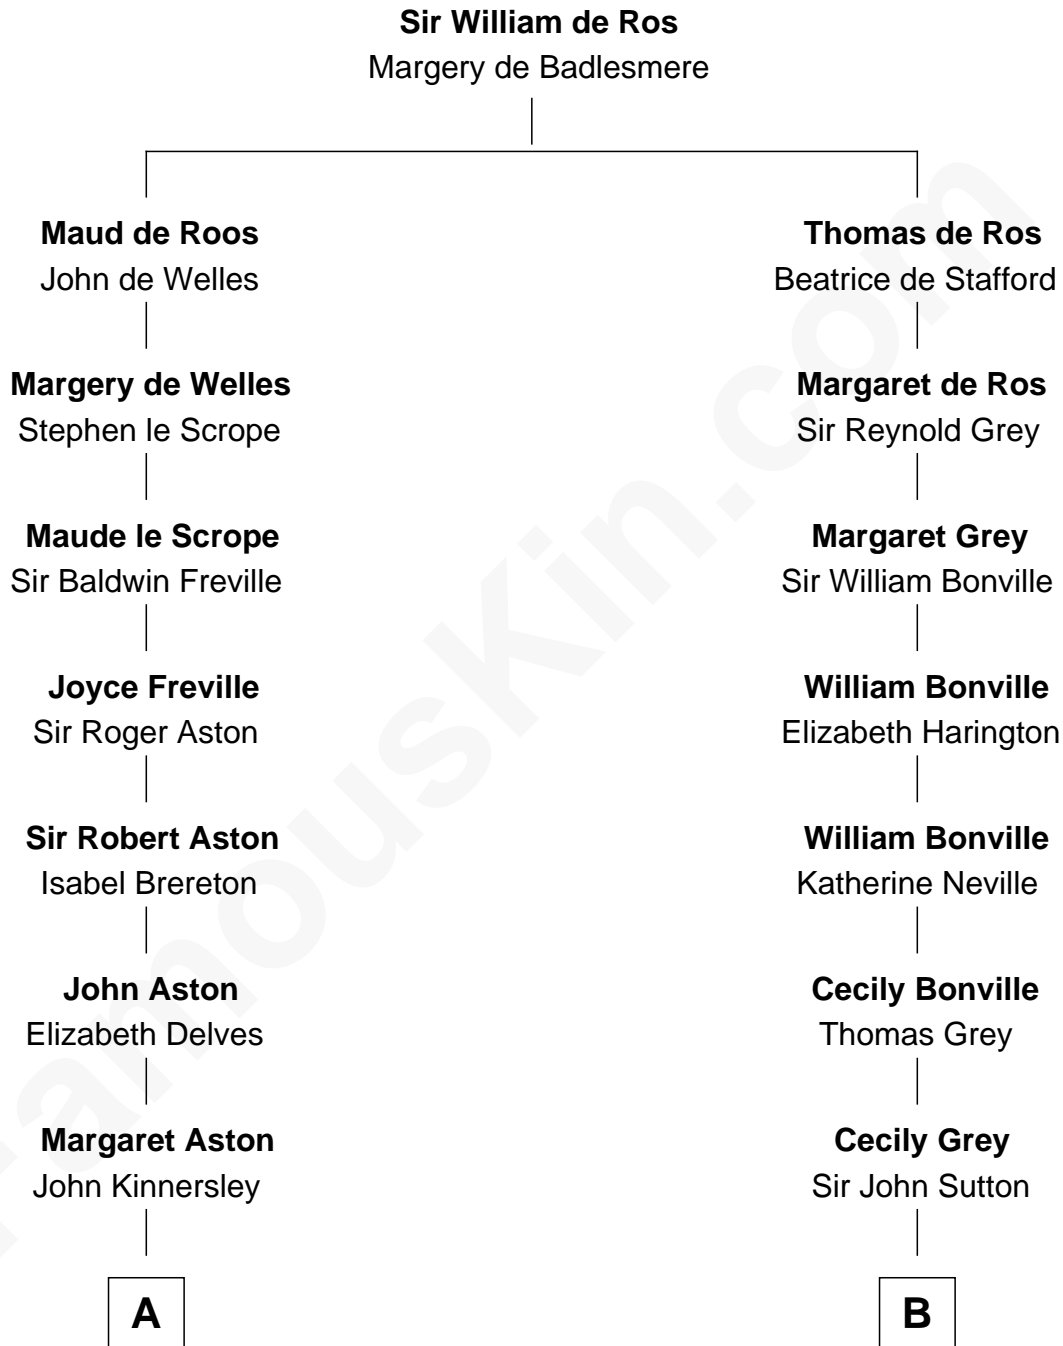 Sir William de Ros
Margery de Badlesmere
Maud de Roos
John de Welles
Margery de Welles
Stephen le Scrope
Maude le Scrope
Sir Baldwin Freville
Joyce Freville
Sir Roger Aston
Sir Robert Aston
Isabel Brereton
John Aston
Elizabeth Delves
Margaret Aston
John Kinnersley
A
Thomas de Ros
Beatrice de Stafford
Margaret de Ros
Sir Reynold Grey
Margaret Grey
Sir William Bonville
William Bonville
Elizabeth Harington
William Bonville
Katherine Neville
Cecily Bonville
Thomas Grey
Cecily Grey
Sir John Sutton
B
FamousKin.com